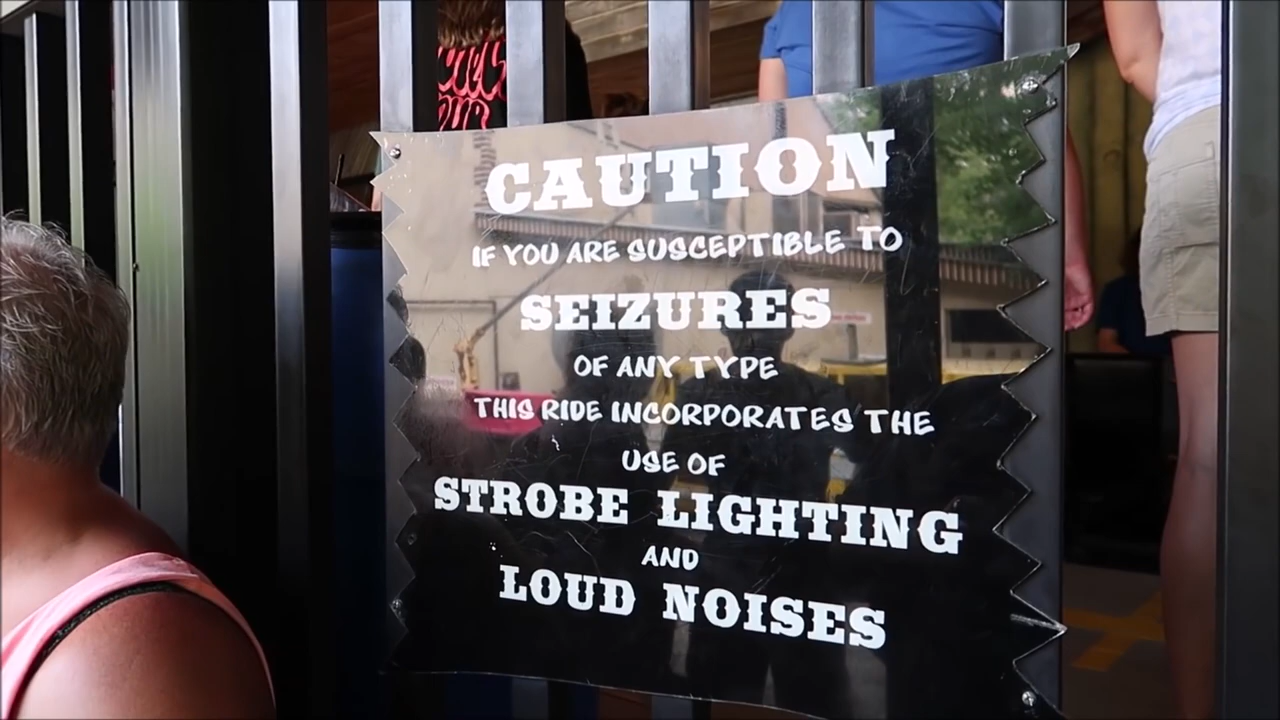 CAUTION
IF YOU ARE SUSCEPTIBLE TO
SEIZURES
OF ANY TYPE
THIS RIDE INCORPORATES THE
USE OF
STROBE LIGHTING
AND
LOUD NOISES